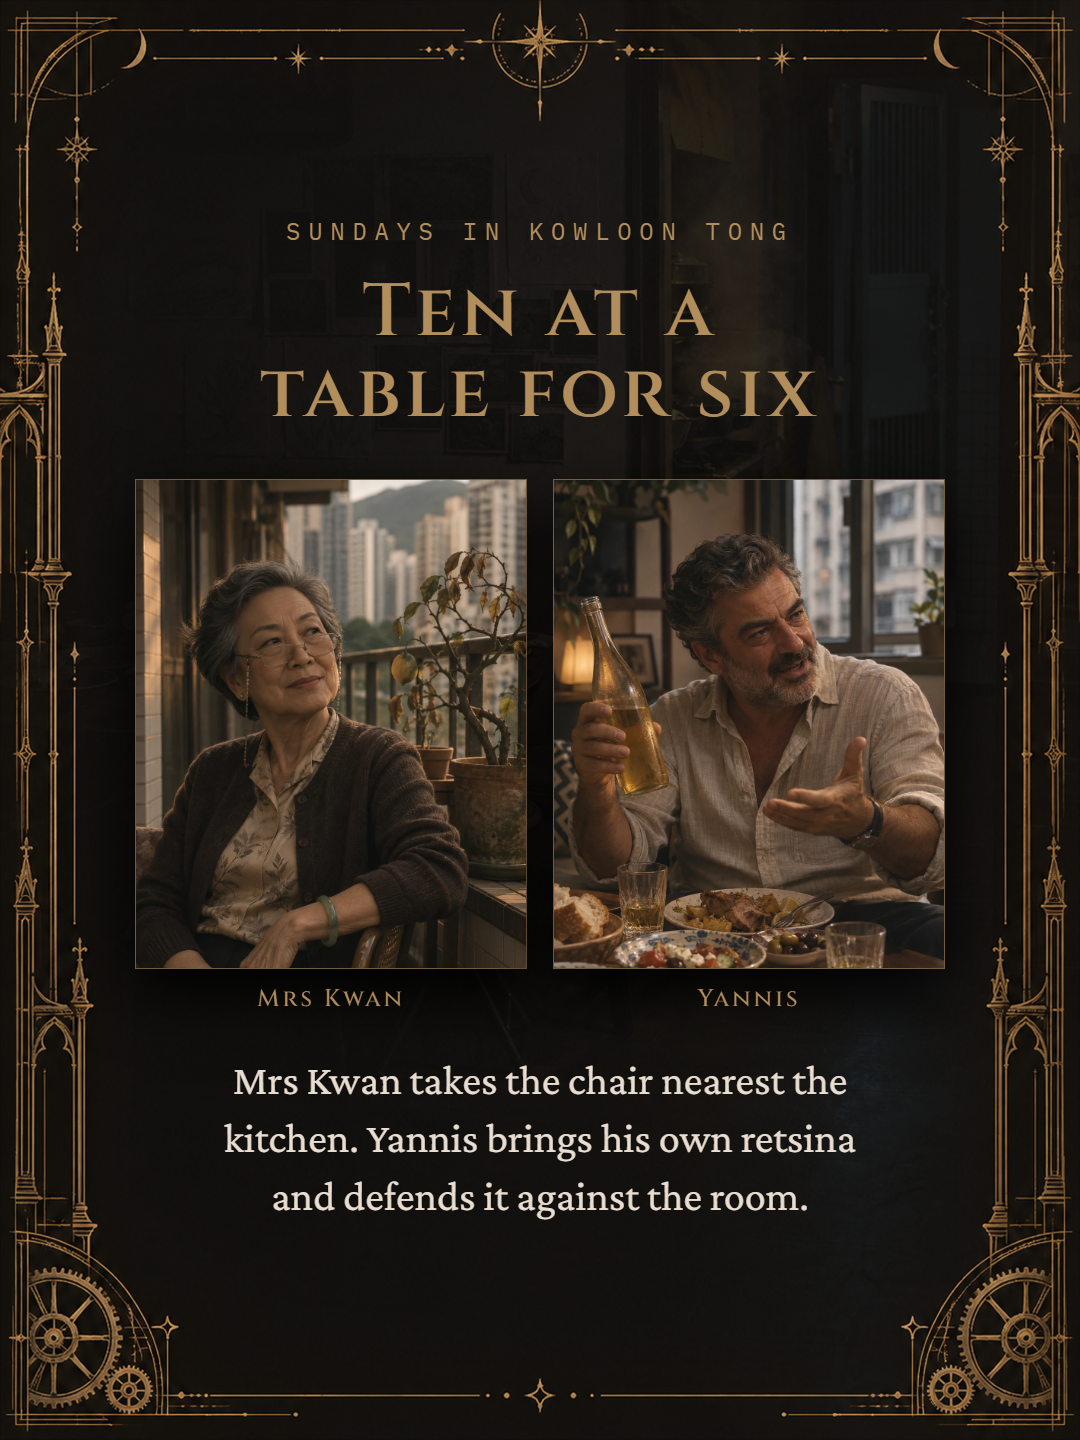 SUNDAYS IN KOWLOON TONG
TEN AT A
TABLE FOR SIX
MRS KWAN
YANNIS
Mrs Kwan takes the chair nearest the
kitchen. Yannis brings his own retsina
and defends it against the room.